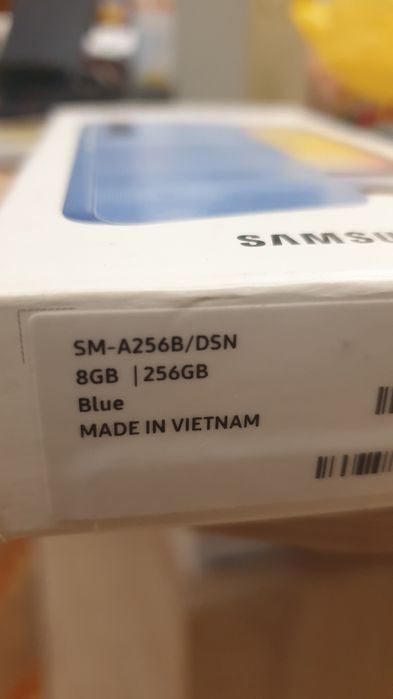 SAMSU
SM-A256B/DSN
8GB | 256GB
Blue
MADE IN VIETNAM